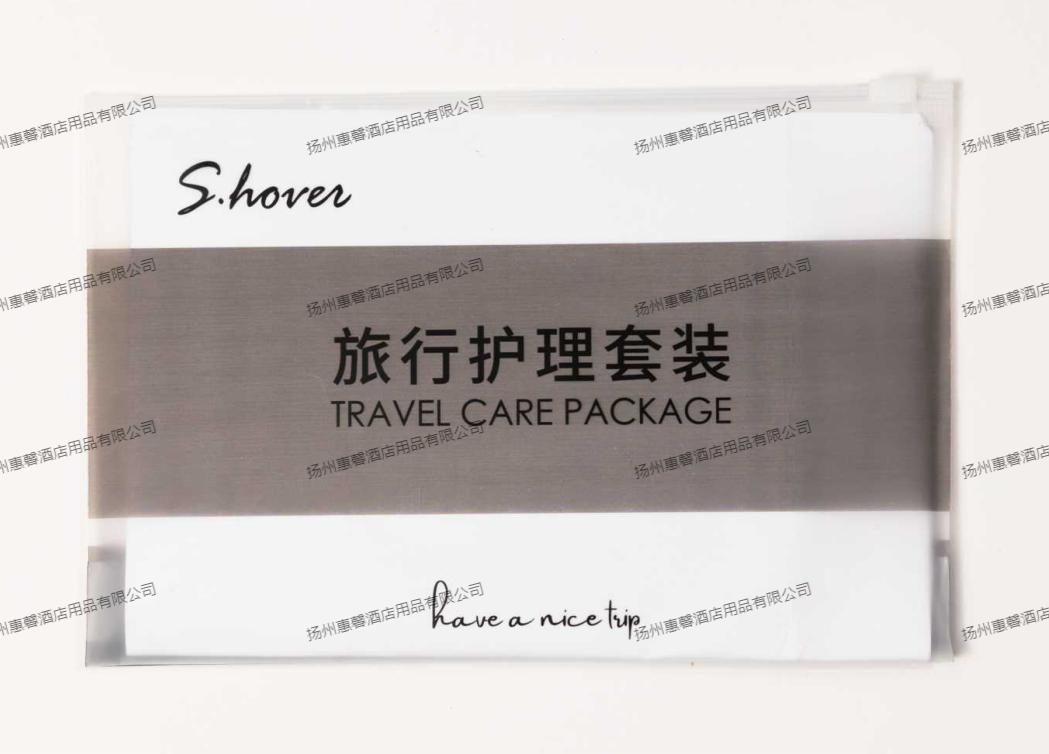 扬州惠馨酒店用品有限公司
S.hover
旅行护理套装
TRAVEL CARE PACKAGE
have a nice trip